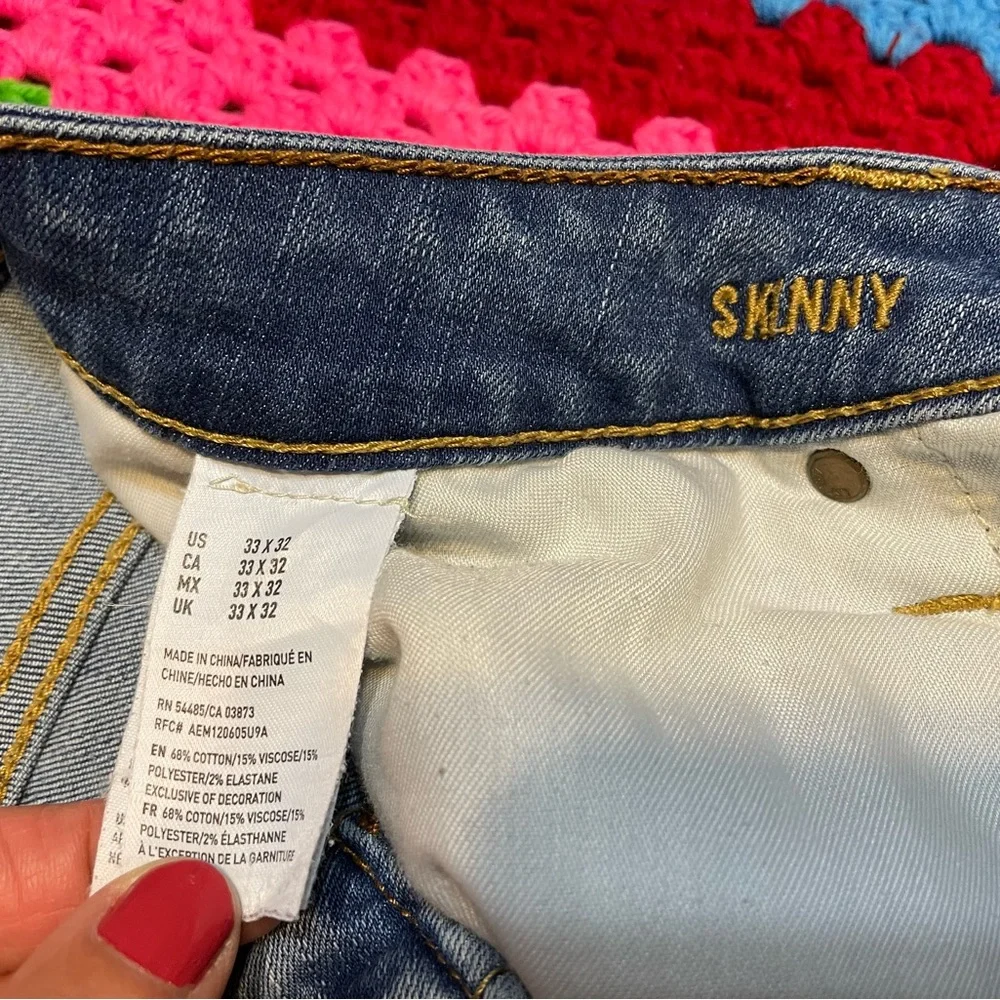 SKINNY
US 33 X 32
CA 33 X 32
MX 33 X 32
UK 33 X 32
MADE IN CHINA/FABRIQUÉ EN
CHINE/HECHO EN CHINA
RN 54485/CA 03873
RFC# AEM120605U9A
EN 68% COTTON/15% VISCOSE/15%
POLYESTER/2% ELASTANE
EXCLUSIVE OF DECORATION
FR 68% COTON/15% VISCOSE/15%
POLYESTER/2% ÉLASTHANNE
À L'EXCEPTION DE LA GARNITURE